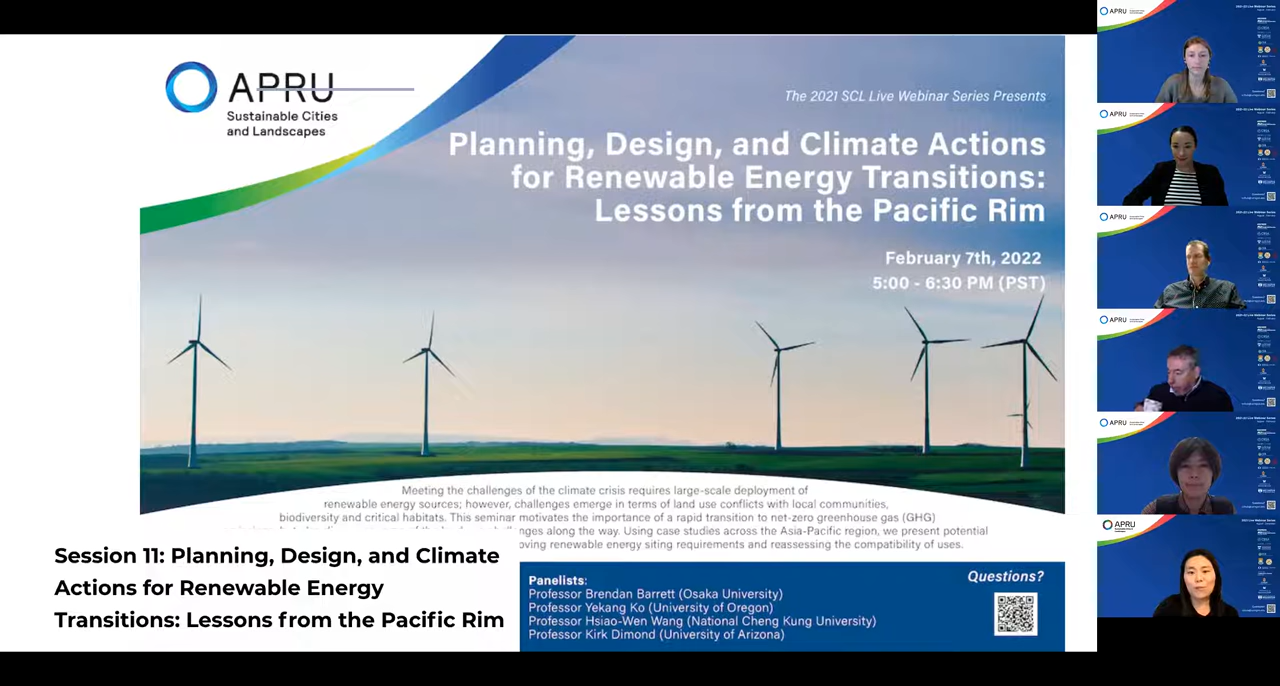 APRU
Sustainable Cities
and Landscapes
The 2021 SCL Live Webinar Series Presents
Planning, Design, and Climate Actions
for Renewable Energy Transitions:
Lessons from the Pacific Rim
February 7th, 2022
5:00 - 6:30 PM (PST)
Meeting the challenges of the climate crisis requires large-scale deployment of
renewable energy sources; however, challenges emerge in terms of land use conflicts with local communities,
biodiversity and critical habitats. This seminar motivates the importance of a rapid transition to net-zero greenhouse gas (GHG)
nges along the way. Using case studies across the Asia-Pacific region, we present potential
oving renewable energy siting requirements and reassessing the compatibility of uses.
Session 11: Planning, Design, and Climate
Actions for Renewable Energy
Transitions: Lessons from the Pacific Rim
Panelists:
Professor Brendan Barrett (Osaka University)
Professor Yekang Ko (University of Oregon)
Professor Hsiao-Wen Wang (National Cheng Kung University)
Professor Kirk Dimond (University of Arizona)
Questions?
APRU
APRU
APRU
APRU
APRU
APRU